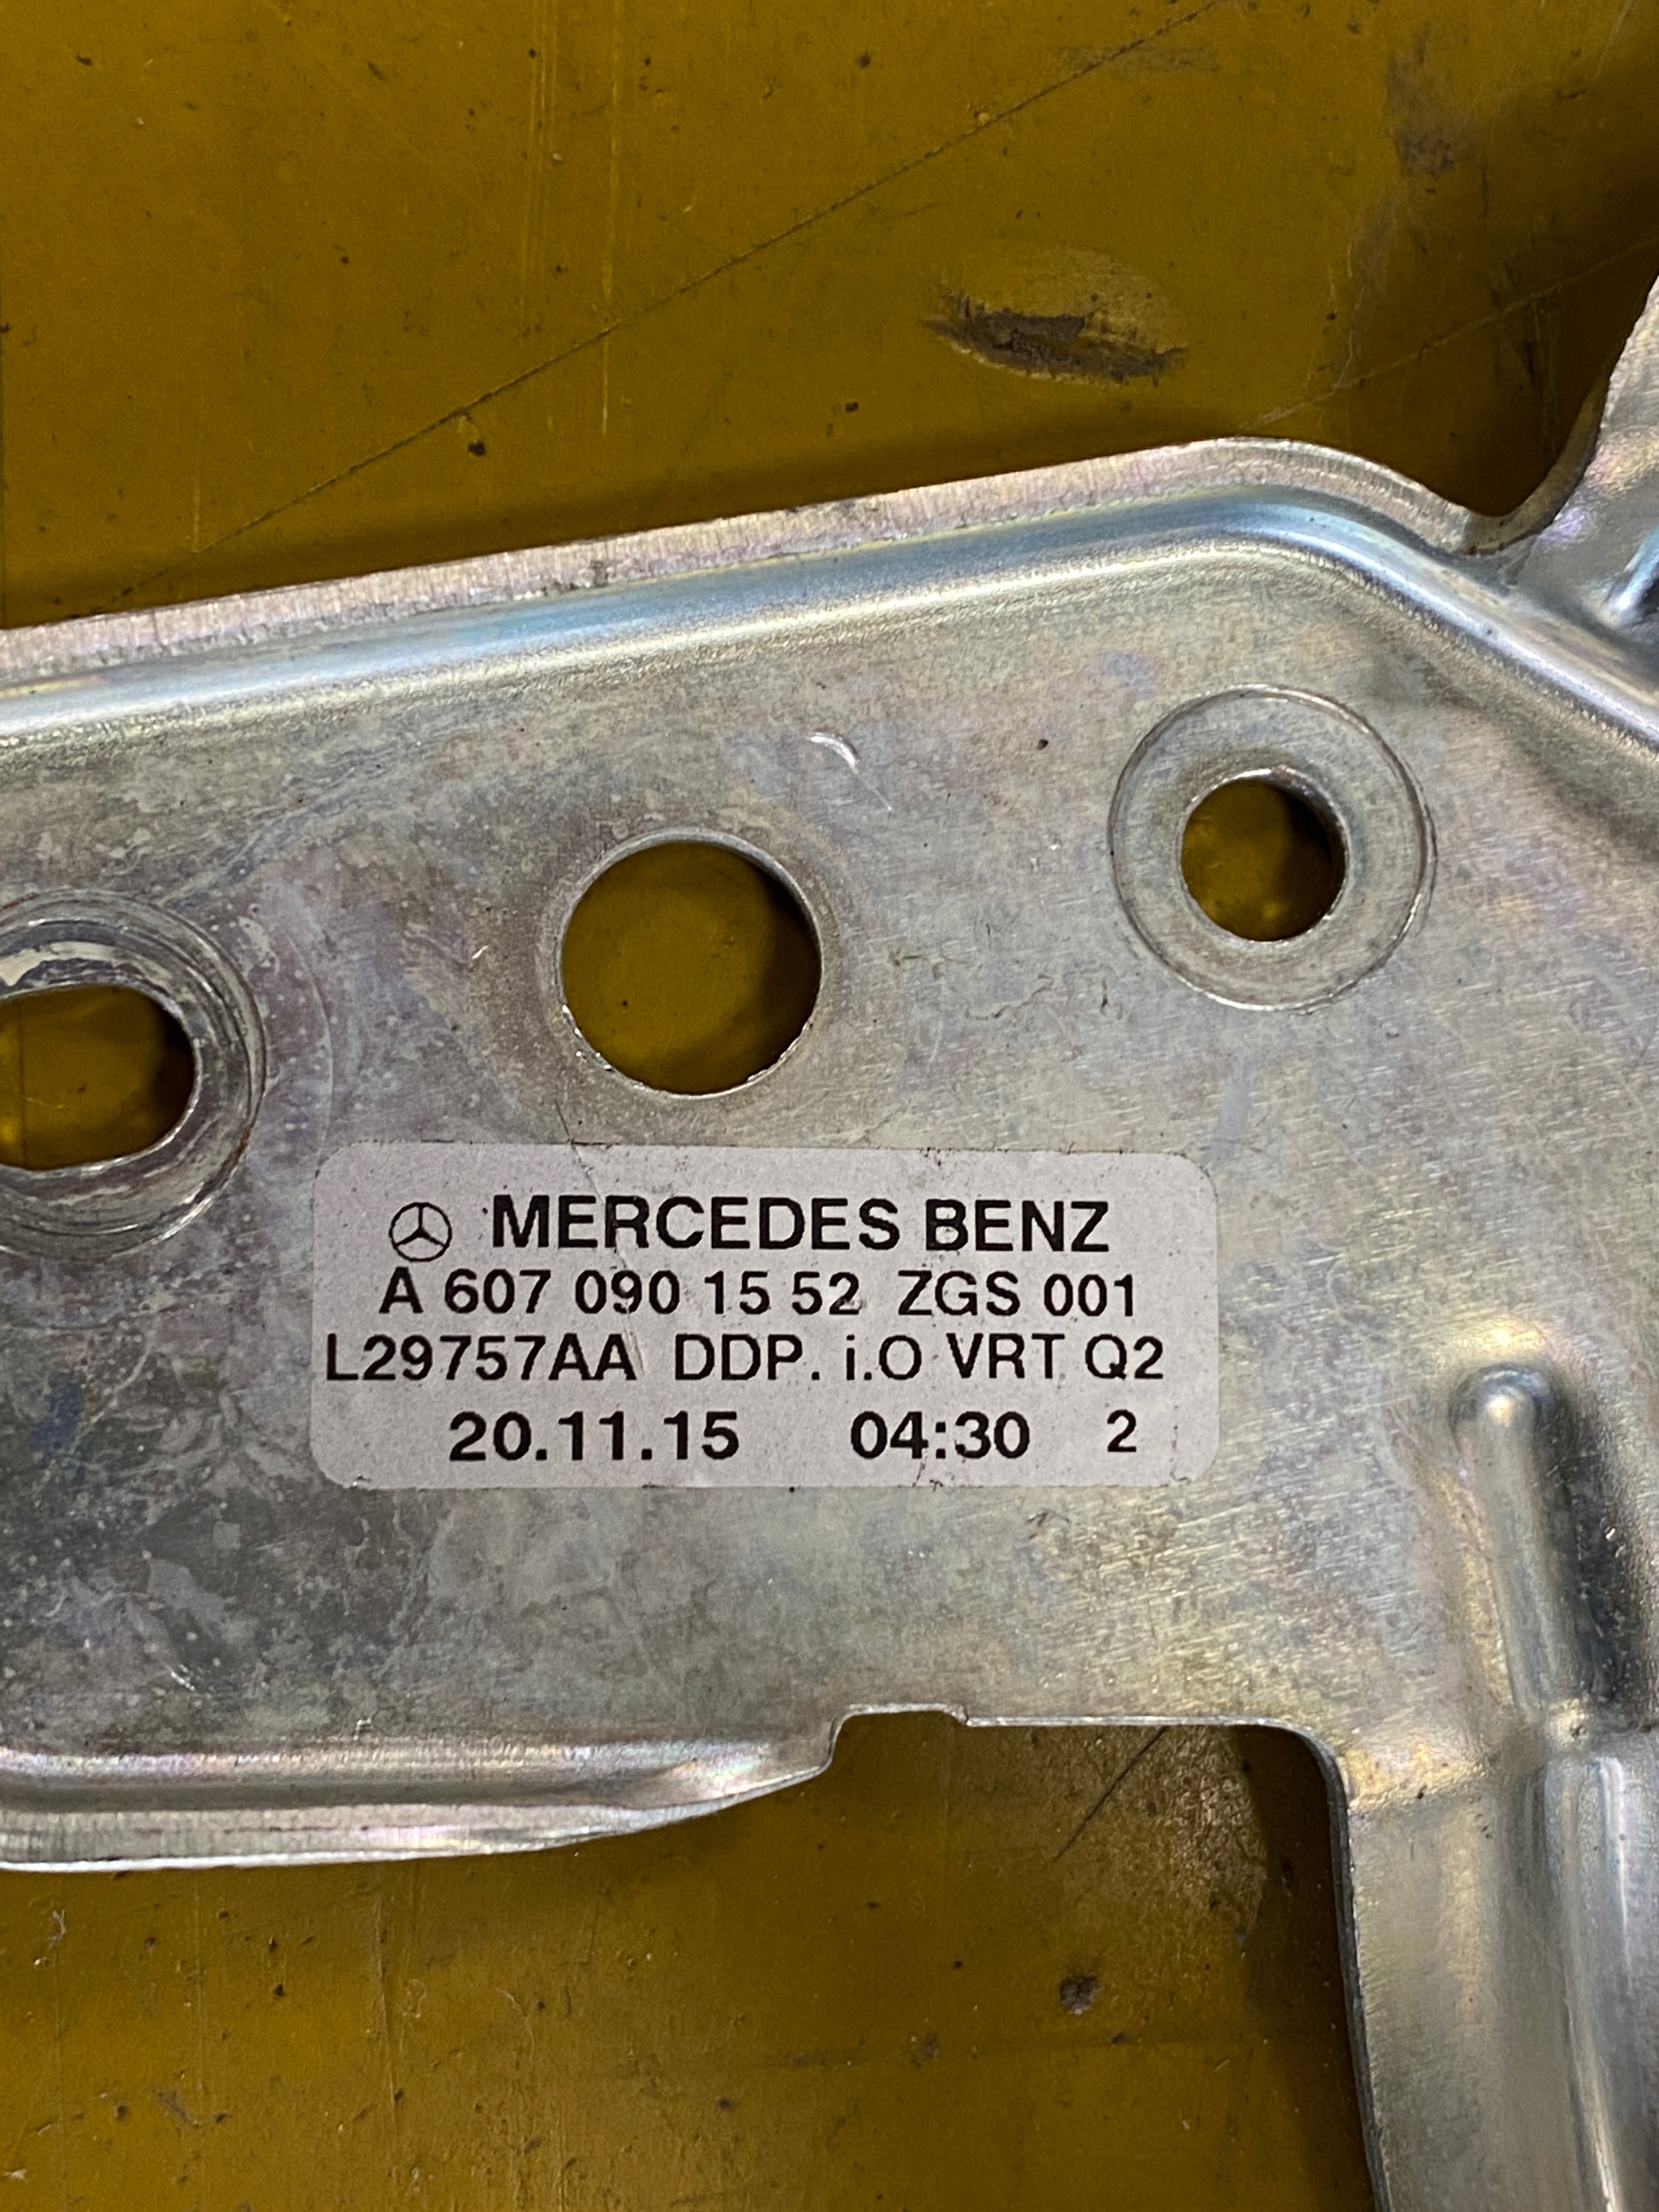 MERCEDES BENZ
A 607 090 15 52 ZGS 001
L29757AA DDP. i.O VRT Q2
20.11.15 04:30 2